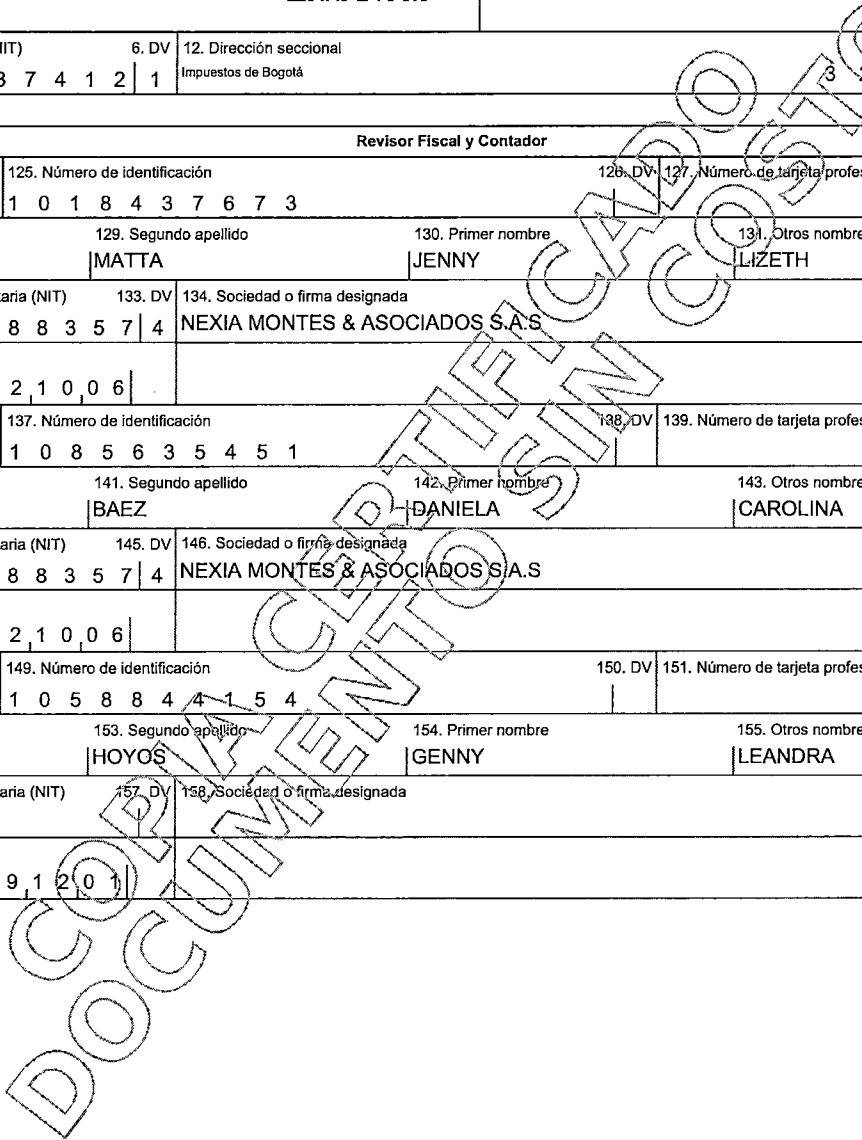 6. DV 12. Dirección seccional
7 4 1 2 1 Impuestos de Bogotá 3
Revisor Fiscal y Contador
125. Número de identificación 126. DV 127. Número de tarjeta profes
1 0 1 8 4 3 7 6 7 3
129. Segundo apellido 130. Primer nombre 131. Otros nombre
MATTA JENNY LIZETH
aria (NIT) 133. DV 134. Sociedad o firma designada
8 8 3 5 7 4 NEXIA MONTES & ASOCIADOS S.A.S
2 1 0 0 6
137. Número de identificación 138. DV 139. Número de tarjeta profes
1 0 8 5 6 3 5 4 5 1
141. Segundo apellido 142. Primer nombre 143. Otros nombre
BAEZ DANIELA CAROLINA
aria (NIT) 145. DV 146. Sociedad o firma designada
8 8 3 5 7 4 NEXIA MONTES & ASOCIADOS S.A.S
2 1 0 0 6
149. Número de identificación 150. DV 151. Número de tarjeta profes
1 0 5 8 8 4 4 1 5 4
153. Segundo apellido 154. Primer nombre 155. Otros nombre
HOYOS GENNY LEANDRA
aria (NIT) 157. DV 158. Sociedad o firma designada
9 1 2 0 1
COPIA CERTIFICADO
DOCUMENTO SIN COSTO